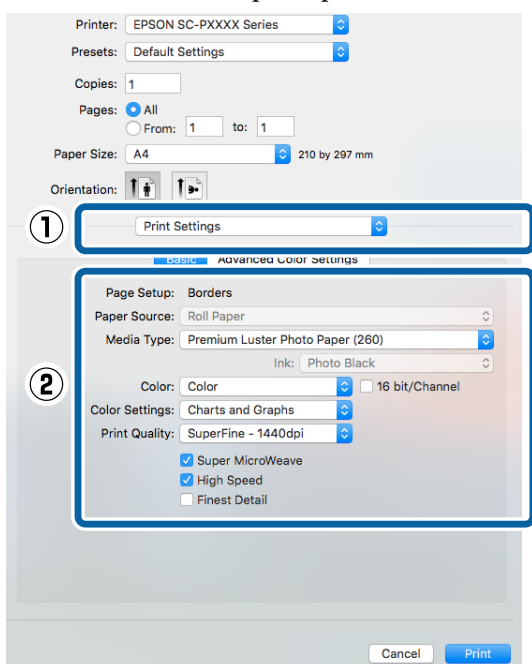 Printer: EPSON SC-PXXXX Series
Presets: Default Settings
Copies: 1
Pages: All
From: 1 to: 1
Paper Size: A4 210 by 297 mm
Orientation:
1 Print Settings
Basic Advanced Color Settings
Page Setup: Borders
Paper Source: Roll Paper
Media Type: Premium Luster Photo Paper (260)
Ink: Photo Black
2
Color: Color 16 bit/Channel
Color Settings: Charts and Graphs
Print Quality: SuperFine - 1440dpi
Super MicroWeave
High Speed
Finest Detail
Cancel Print